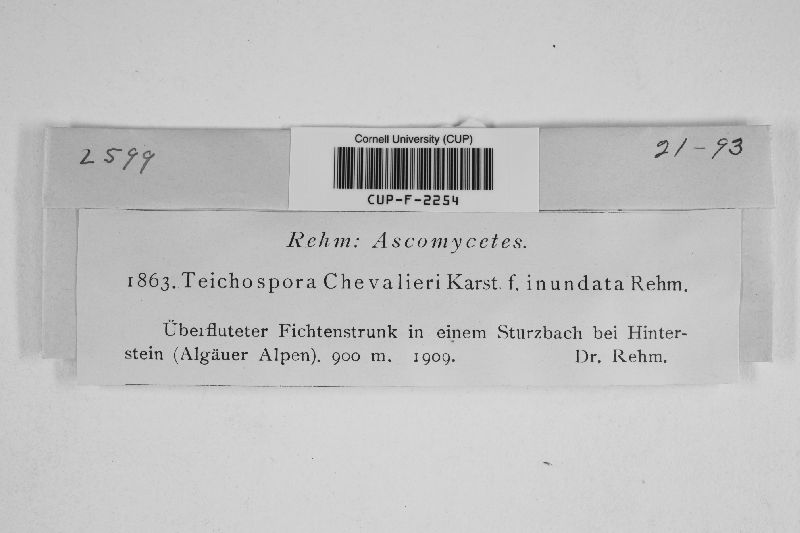 2599
Cornell University (CUP)
21-93
CUP-F-2254
Rehm: Ascomycetes.
1863. Teichospora Chevalieri Karst. f. inundata Rehm.
Überfluteter Fichtenstrunk in einem Sturzbach bei Hinter-
stein (Algäuer Alpen). 900 m. 1909. Dr. Rehm.